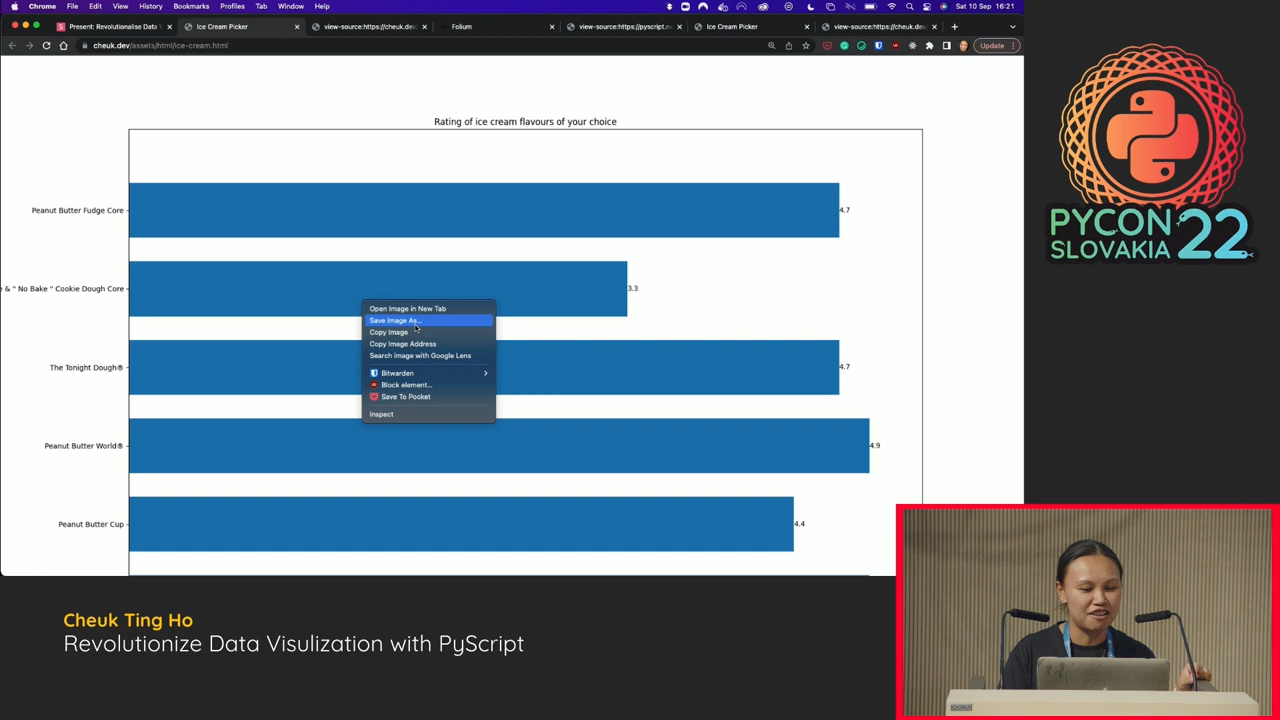 Chrome File Edit View History Bookmarks Profiles Tab Window Help Sat 10 Sep 16:21
Present: Revolutionalise Data Ice Cream Picker view-source:https://cheuk.dev Folium view-source:https://pyscript.n Ice Cream Picker view-source:https://cheuk.dev
cheuk.dev/assets/html/ice-cream.html Update
Rating of ice cream flavours of your choice
Peanut Butter Fudge Core 4.7
& " No Bake " Cookie Dough Core 3.3
The Tonight Dough® 4.7
Peanut Butter World® 4.9
Peanut Butter Cup 4.4
Open Image in New Tab
Save Image As...
Copy Image
Copy Image Address
Search image with Google Lens
Bitwarden
Block element...
Save To Pocket
Inspect
PYCON 22
SLOVAKIA
Cheuk Ting Ho
Revolutionize Data Visulization with PyScript